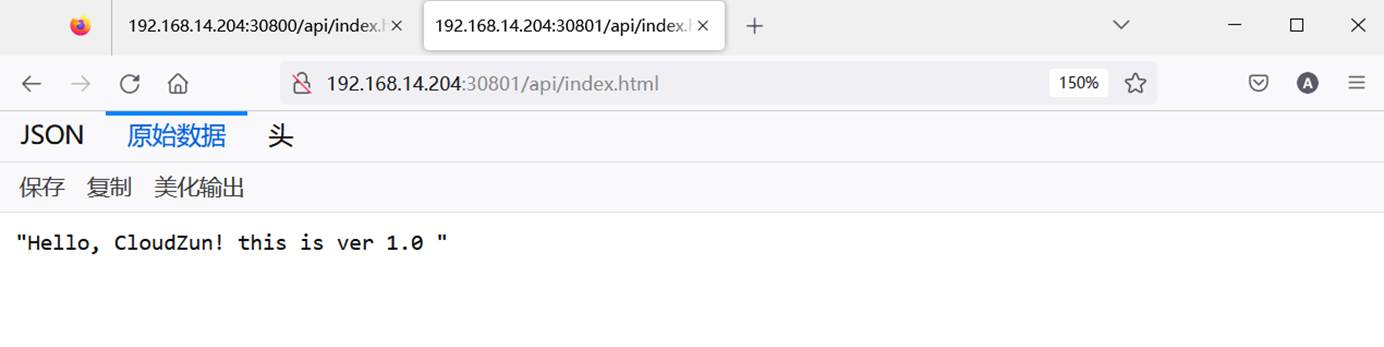 192.168.14.204:30800/api/index.h
192.168.14.204:30801/api/index.h
192.168.14.204:30801/api/index.html
150%
A
JSON 原始数据 头
保存 复制 美化输出
"Hello, CloudZun! this is ver 1.0 "